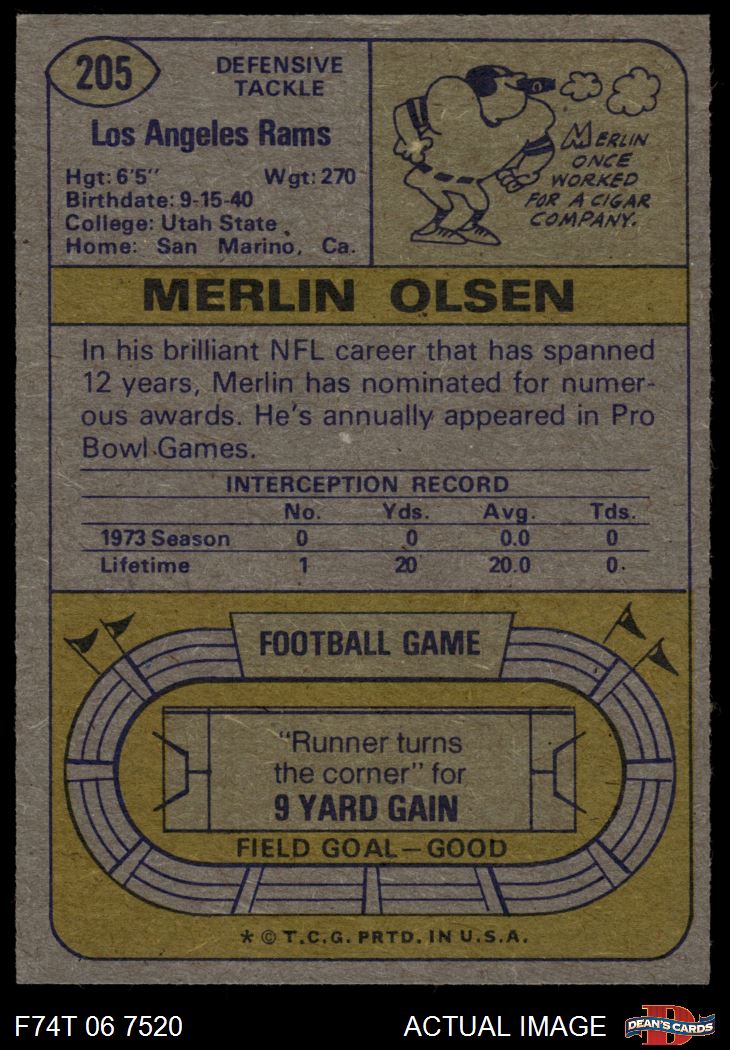 205
DEFENSIVE
TACKLE
Los Angeles Rams
Hgt: 6'5" Wgt: 270
Birthdate: 9-15-40
College: Utah State
Home: San Marino, Ca.
MERLIN
ONCE
WORKED
FOR A CIGAR
COMPANY.
MERLIN OLSEN
In his brilliant NFL career that has spanned
12 years, Merlin has nominated for numer-
ous awards. He's annually appeared in Pro
Bowl Games.
INTERCEPTION RECORD
No. Yds. Avg. Tds.
1973 Season 0 0 0.0 0
Lifetime 1 20 20.0 0
FOOTBALL GAME
"Runner turns
the corner" for
9 YARD GAIN
FIELD GOAL—GOOD
* © T.C.G. PRTD. IN U.S.A.
F74T 06 7520 ACTUAL IMAGE
D
DEAN'S CARDS